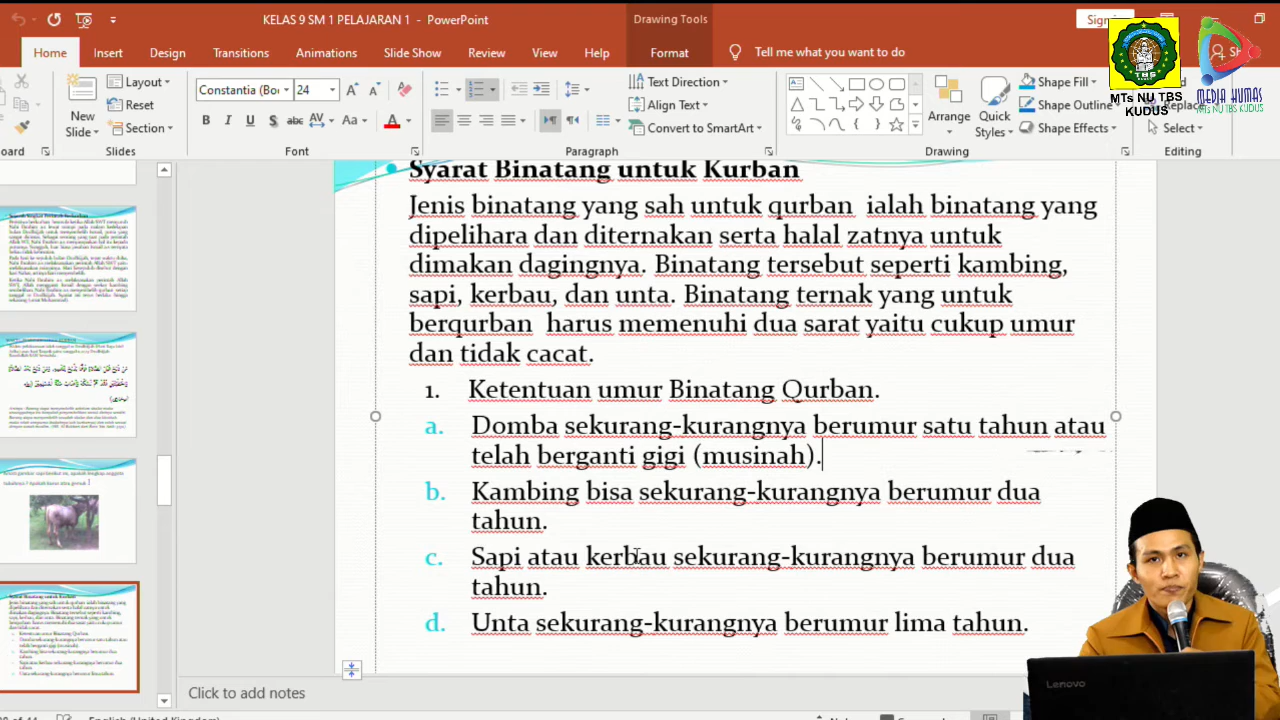 KELAS 9 SM 1 PELAJARAN 1 - PowerPoint
Drawing Tools
Home
Insert
Design
Transitions
Animations
Slide Show
Review
View
Help
Format
Tell me what you want to do
MTs NU TBS
KUDUS
MEDIA HUMAS
MTs NU TBS KUDUS
New
Slide
Layout
Reset
Section
Slides
Constantia (Bo
24
B I U S abc AV Aa A
Font
Text Direction
Align Text
Convert to SmartArt
Paragraph
Arrange
Quick
Styles
Shape Fill
Shape Outline
Shape Effects
Drawing
Replace
Select
Editing
Syarat Binatang untuk Kurban
Jenis binatang yang sah untuk qurban ialah binatang yang
dipelihara dan diternakan serta halal zatnya untuk
dimakan dagingnya. Binatang tersebut seperti kambing,
sapi, kerbau, dan unta. Binatang ternak yang untuk
berqurban harus memenuhi dua sarat yaitu cukup umur
dan tidak cacat.
1. Ketentuan umur Binatang Qurban.
a. Domba sekurang-kurangnya berumur satu tahun atau
telah berganti gigi (musinah).
b. Kambing bisa sekurang-kurangnya berumur dua
tahun.
c. Sapi atau kerbau sekurang-kurangnya berumur dua
tahun.
d. Unta sekurang-kurangnya berumur lima tahun.
Click to add notes
English (United Kingdom)
Lenovo